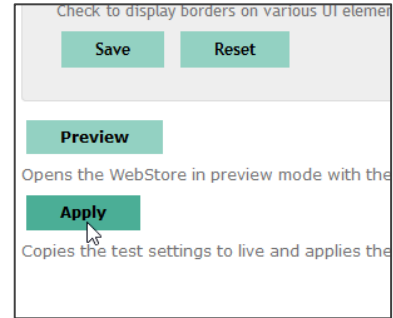 Check to display borders on various UI elemen
Save Reset
Preview
Opens the WebStore in preview mode with the
Apply
Copies the test settings to live and applies the